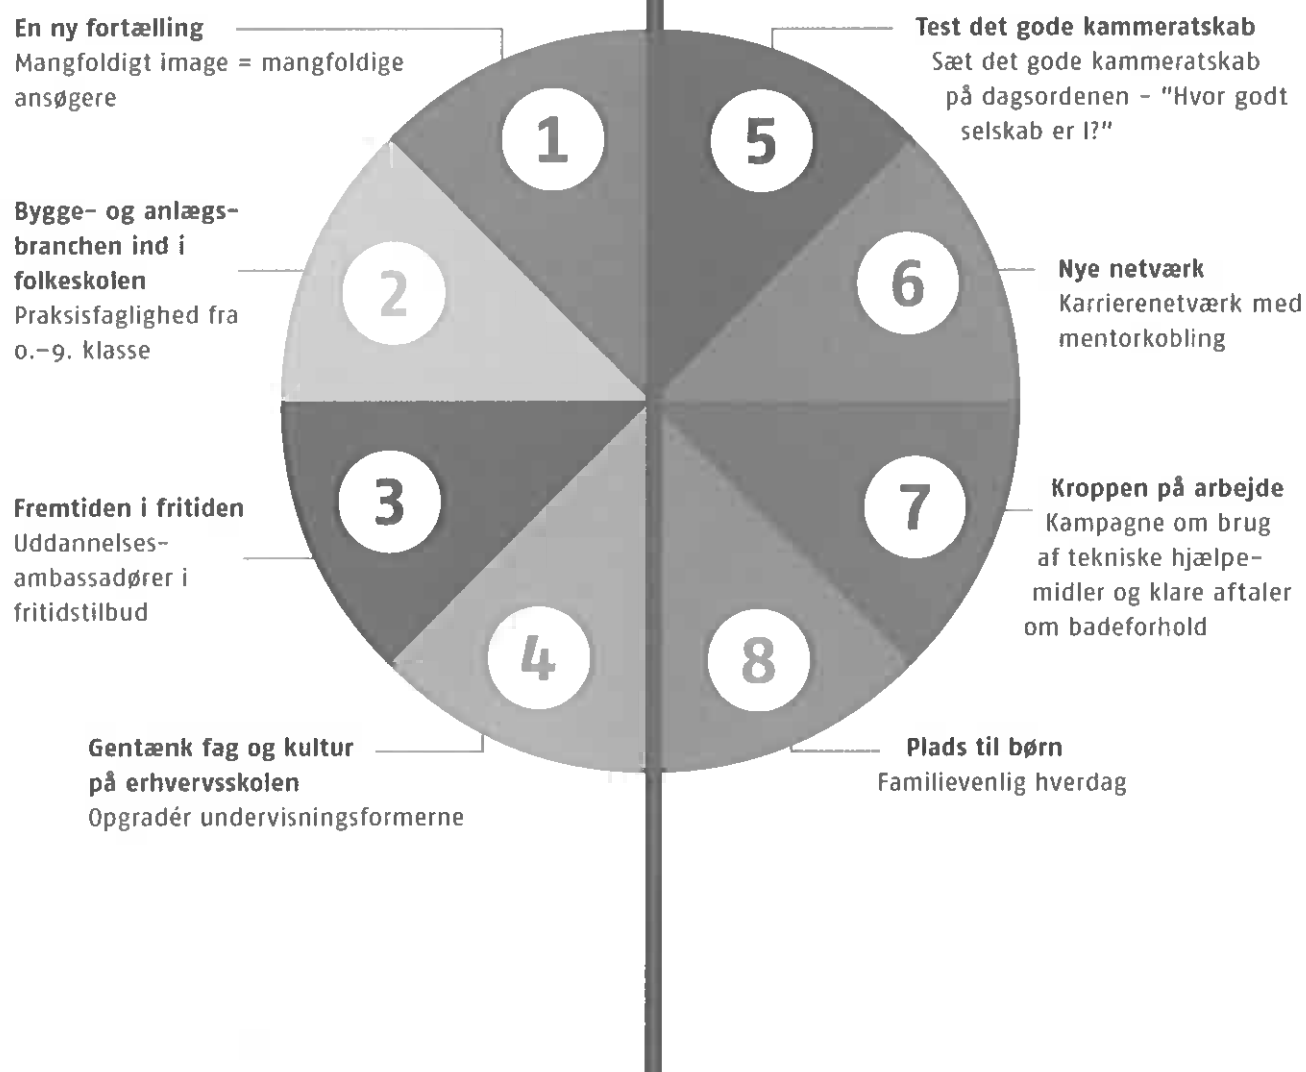 En ny fortælling
Mangfoldigt image = mangfoldige
ansøgere
1
Bygge- og anlægs-
branchen ind i
folkeskolen
Praksisfaglighed fra
0.-9. klasse
2
Fremtiden i fritiden
Uddannelses-
ambassadører i
fritidstilbud
3
Gentænk fag og kultur
på erhvervsskolen
Opgradér undervisningsformerne
4
Test det gode kammeratskab
Sæt det gode kammeratskab
på dagsordenen - "Hvor godt
selskab er I?"
5
Nye netværk
Karrierenetværk med
mentorkobling
6
Kroppen på arbejde
Kampagne om brug
af tekniske hjælpe-
midler og klare aftaler
om badeforhold
7
Plads til børn
Familievenlig hverdag
8